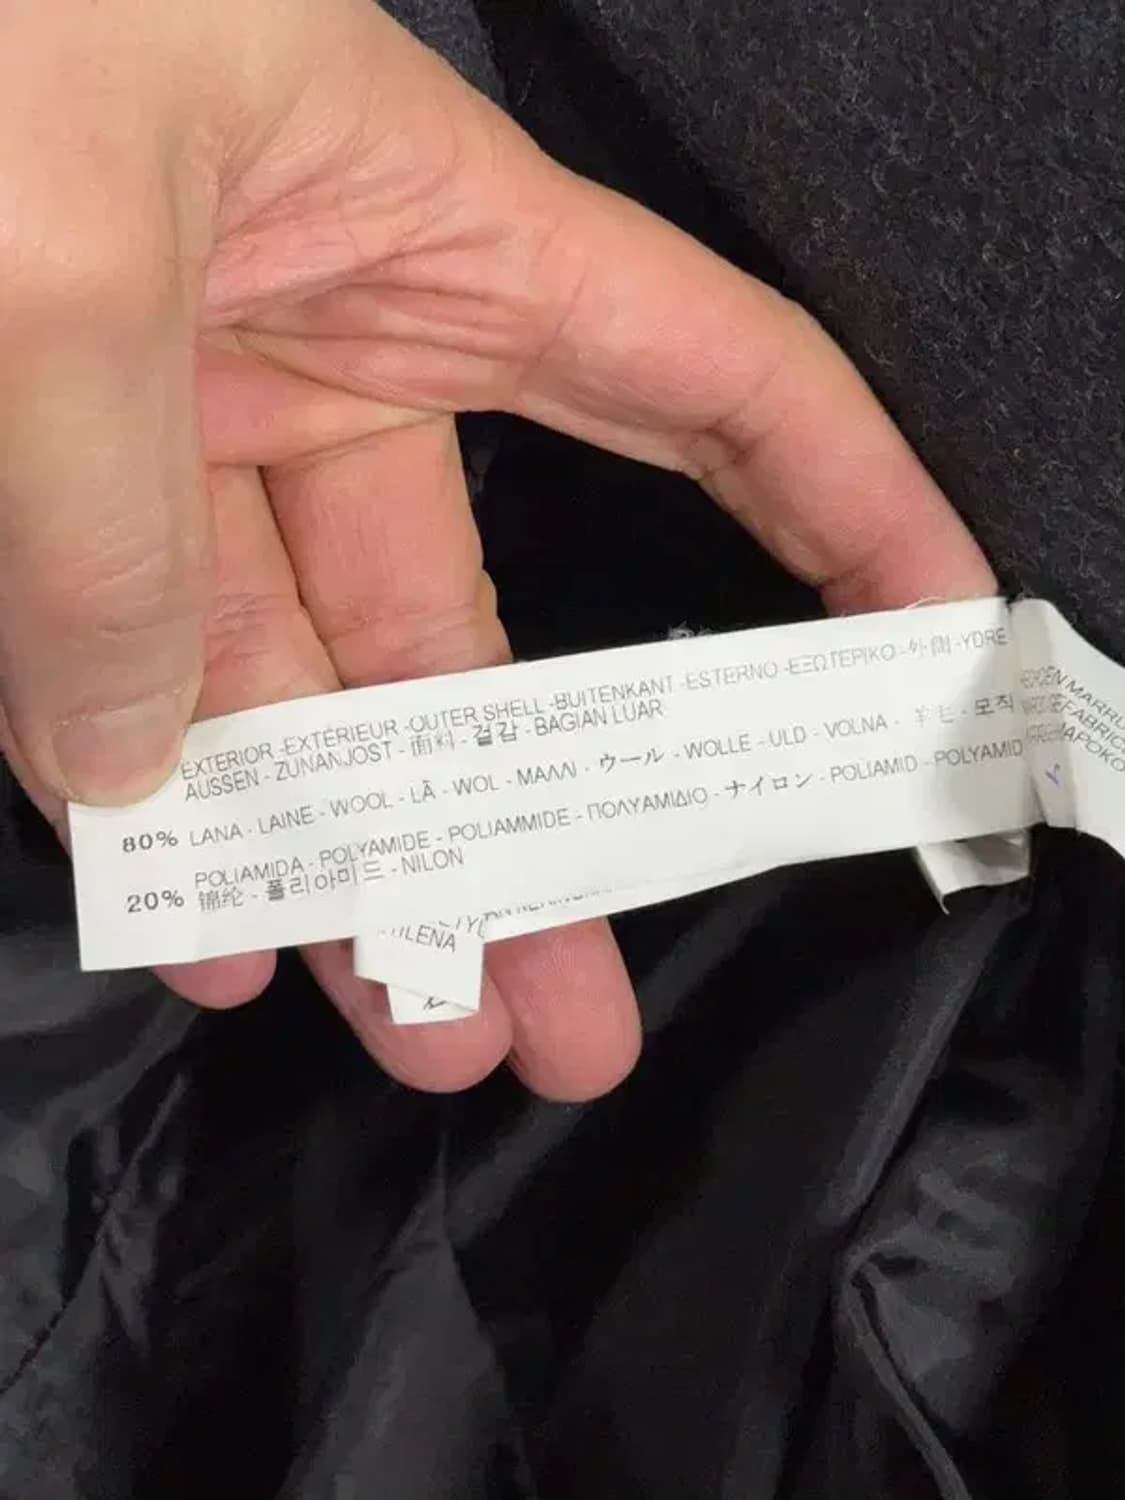 EXTERIOR -EXTÉRIEUR -OUTER SHELL -BUITENKANT -ESTERNO -ΕΞΩΤΕΡΙΚΟ -外側 -YDRE
AUSSEN - ZUNANJOST - 面料 - 겉감 - BAGIAN LUAR
80% LANA - LAINE - WOOL - LÃ - WOL - ΜΑΛΛΙ - ウール - WOLLE - ULD - VOLNA - 羊毛 - 모직
POLIAMIDA - POLYAMIDE - POLIAMMIDE - ΠΟΛΥΑΜΙΔΙΟ - ナイロン - POLIAMID - POLYAMID
20% 锦纶 - 폴리아미드 - NILON